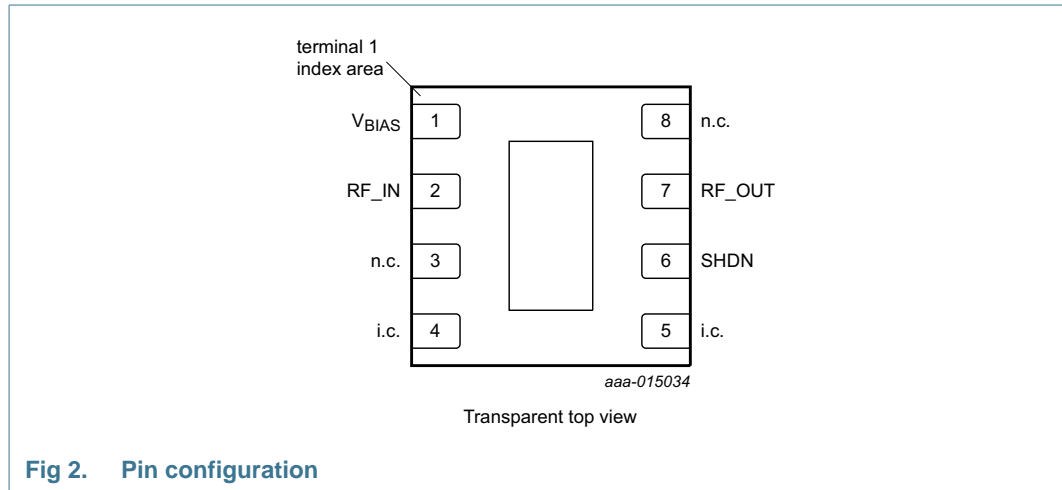 terminal 1
index area
V_BIAS 1 8 n.c.
RF_IN 2 7 RF_OUT
n.c. 3 6 SHDN
i.c. 4 5 i.c.
aaa-015034
Transparent top view
Fig 2. Pin configuration